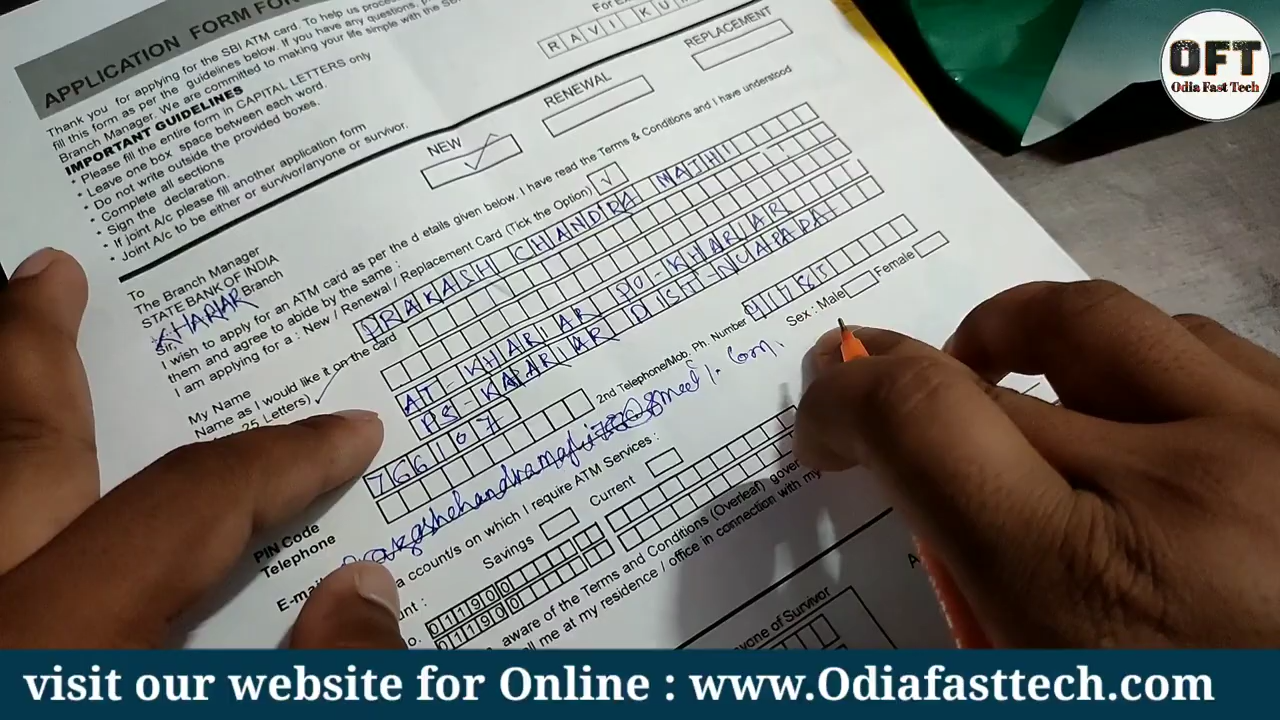 APPLICATION FORM FOR
Thank you for applying for the SBI ATM card. To help us
fill this form as per the guidelines below. If you have any questions,
Branch Manager. We are committed to making your life simple with the
IMPORTANT GUIDELINES
• Please fill the entire form in CAPITAL LETTERS only
• Leave one box space between each word.
• Do not write outside the provided boxes.
• Complete all sections
• Sign the declaration.
• If joint A/c please fill another application form
• Joint A/c to be either or survivor/anyone or survivor.
RAVI KU
NEW ✓
RENEWAL
REPLACEMENT
To
The Branch Manager
STATE BANK OF INDIA
KHARIAR Branch
Sir,
I wish to apply for an ATM card as per the d etails given below. I have read the Terms & Conditions and I have understood
them and agree to abide by the same :
I am applying for a : New / Renewal / Replacement Card (Tick the Option) ✓
My Name PRAKASH CHANDRA MAJHI
Name as I would like it on the card
25 Letters) ✓
AT - KHARIAR PO - KHARIAR
PS - KHARIAR DIST - NUAPADA
PIN Code 766107
Telephone
2nd Telephone/Mob. Ph. Number
Sex : Male Female
account/s on which I require ATM Services :
Savings
Current
011900
011900
aware of the Terms and Conditions (Overleaf)
me at my residence / office in connection with my
of Survivor
OFT
Odia Fast Tech
visit our website for Online : www.Odiafasttech.com